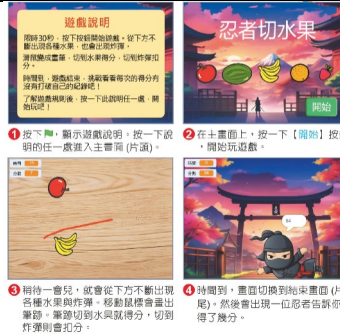 遊戲說明
限時30秒，按下按鈕開始遊戲。從下方不
斷出現各種水果，也會出現炸彈，
滑鼠變成畫筆，切到水果得分，切到炸彈扣
分。
時間到，遊戲結束，挑戰看看每次的得分有
沒有打破自己的紀錄吧！
了解遊戲規則後，按一下此說明任一處，開
始玩吧！
忍者切水果
開始
❶ 按下，顯示遊戲說明，按一下說
明的任一處進入主畫面 (片頭)。
❷ 在主畫面上，按一下【開始】按
，開始玩遊戲。
❸ 稍待一會兒，就會從下方不斷出現
各種水果與炸彈。移動鼠標會畫出
筆跡。筆跡切到水果就得分，切到
炸彈則會扣分。
❹ 時間到，畫面切換到結束畫面 (片
尾)。然後會出現一位忍者告訴你
得了幾分。